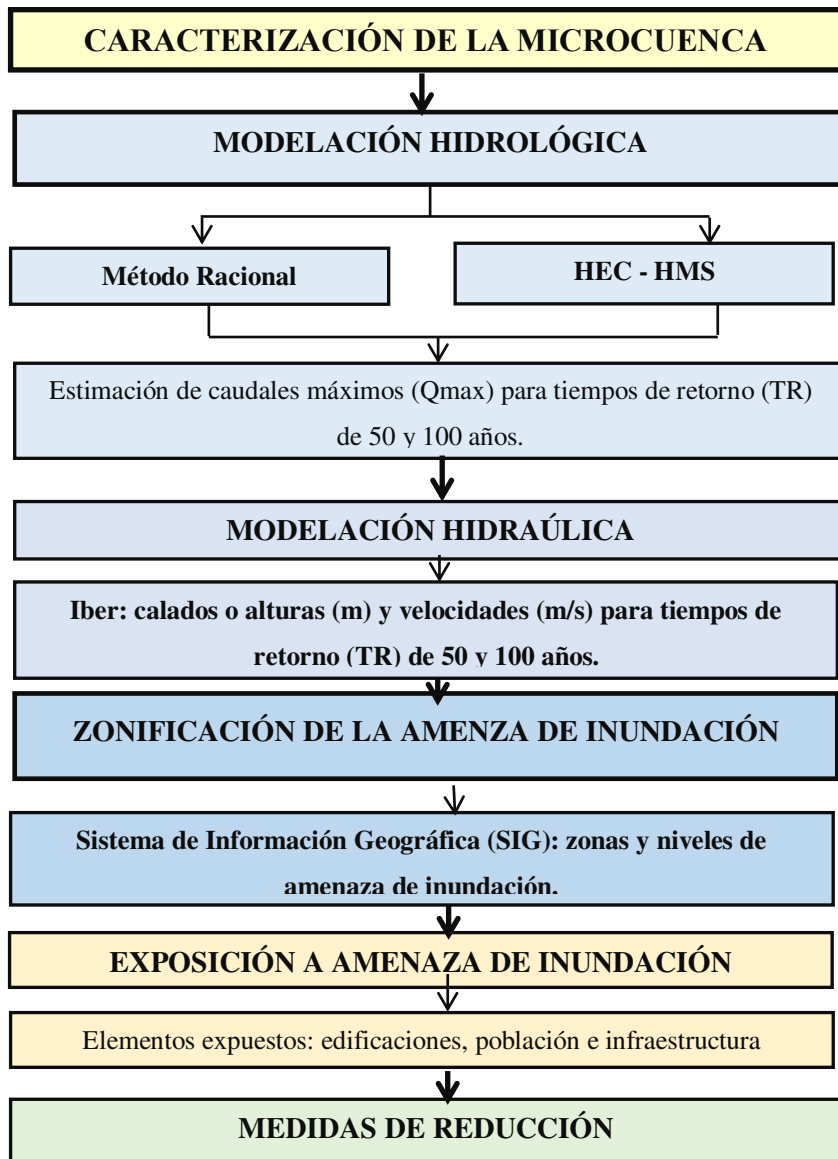 CARACTERIZACIÓN DE LA MICROCUENCA
MODELACIÓN HIDROLÓGICA
Método Racional
HEC - HMS
Estimación de caudales máximos (Qmax) para tiempos de retorno (TR)
de 50 y 100 años.
MODELACIÓN HIDRAÚLICA
Iber: calados o alturas (m) y velocidades (m/s) para tiempos de
retorno (TR) de 50 y 100 años.
ZONIFICACIÓN DE LA AMENZA DE INUNDACIÓN
Sistema de Información Geográfica (SIG): zonas y niveles de
amenaza de inundación.
EXPOSICIÓN A AMENAZA DE INUNDACIÓN
Elementos expuestos: edificaciones, población e infraestructura
MEDIDAS DE REDUCCIÓN